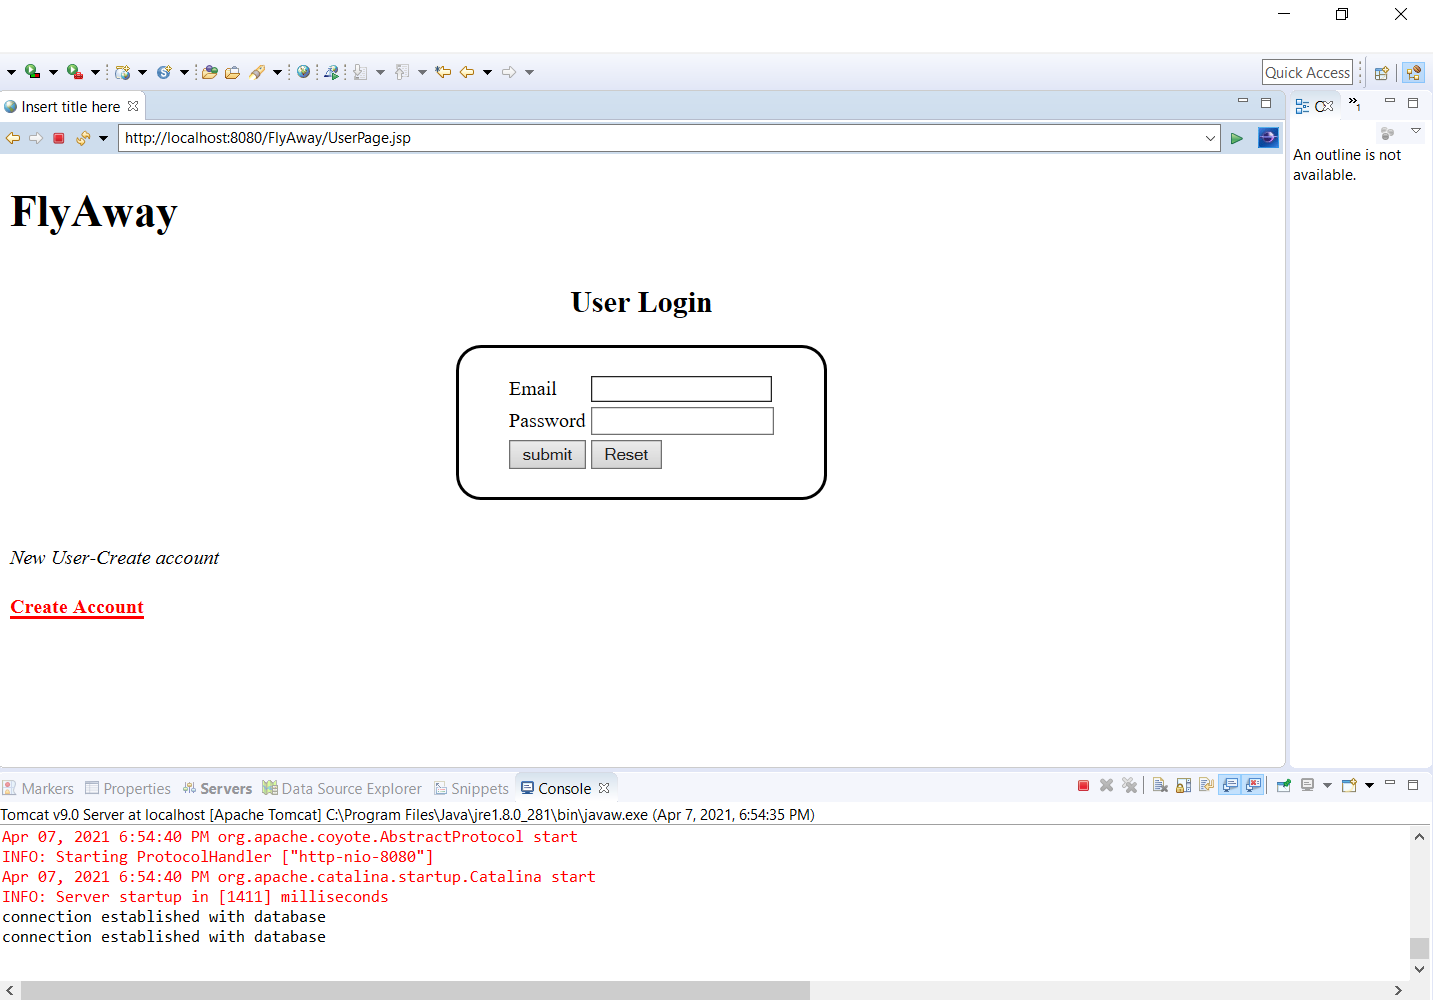 Quick Access
Insert title here
http://localhost:8080/FlyAway/UserPage.jsp
An outline is not
available.
FlyAway
User Login
Email
Password
submit Reset
New User-Create account
Create Account
Markers Properties Servers Data Source Explorer Snippets Console
Tomcat v9.0 Server at localhost [Apache Tomcat] C:\Program Files\Java\jre1.8.0_281\bin\javaw.exe (Apr 7, 2021, 6:54:35 PM)
Apr 07, 2021 6:54:40 PM org.apache.coyote.AbstractProtocol start
INFO: Starting ProtocolHandler ["http-nio-8080"]
Apr 07, 2021 6:54:40 PM org.apache.catalina.startup.Catalina start
INFO: Server startup in [1411] milliseconds
connection established with database
connection established with database